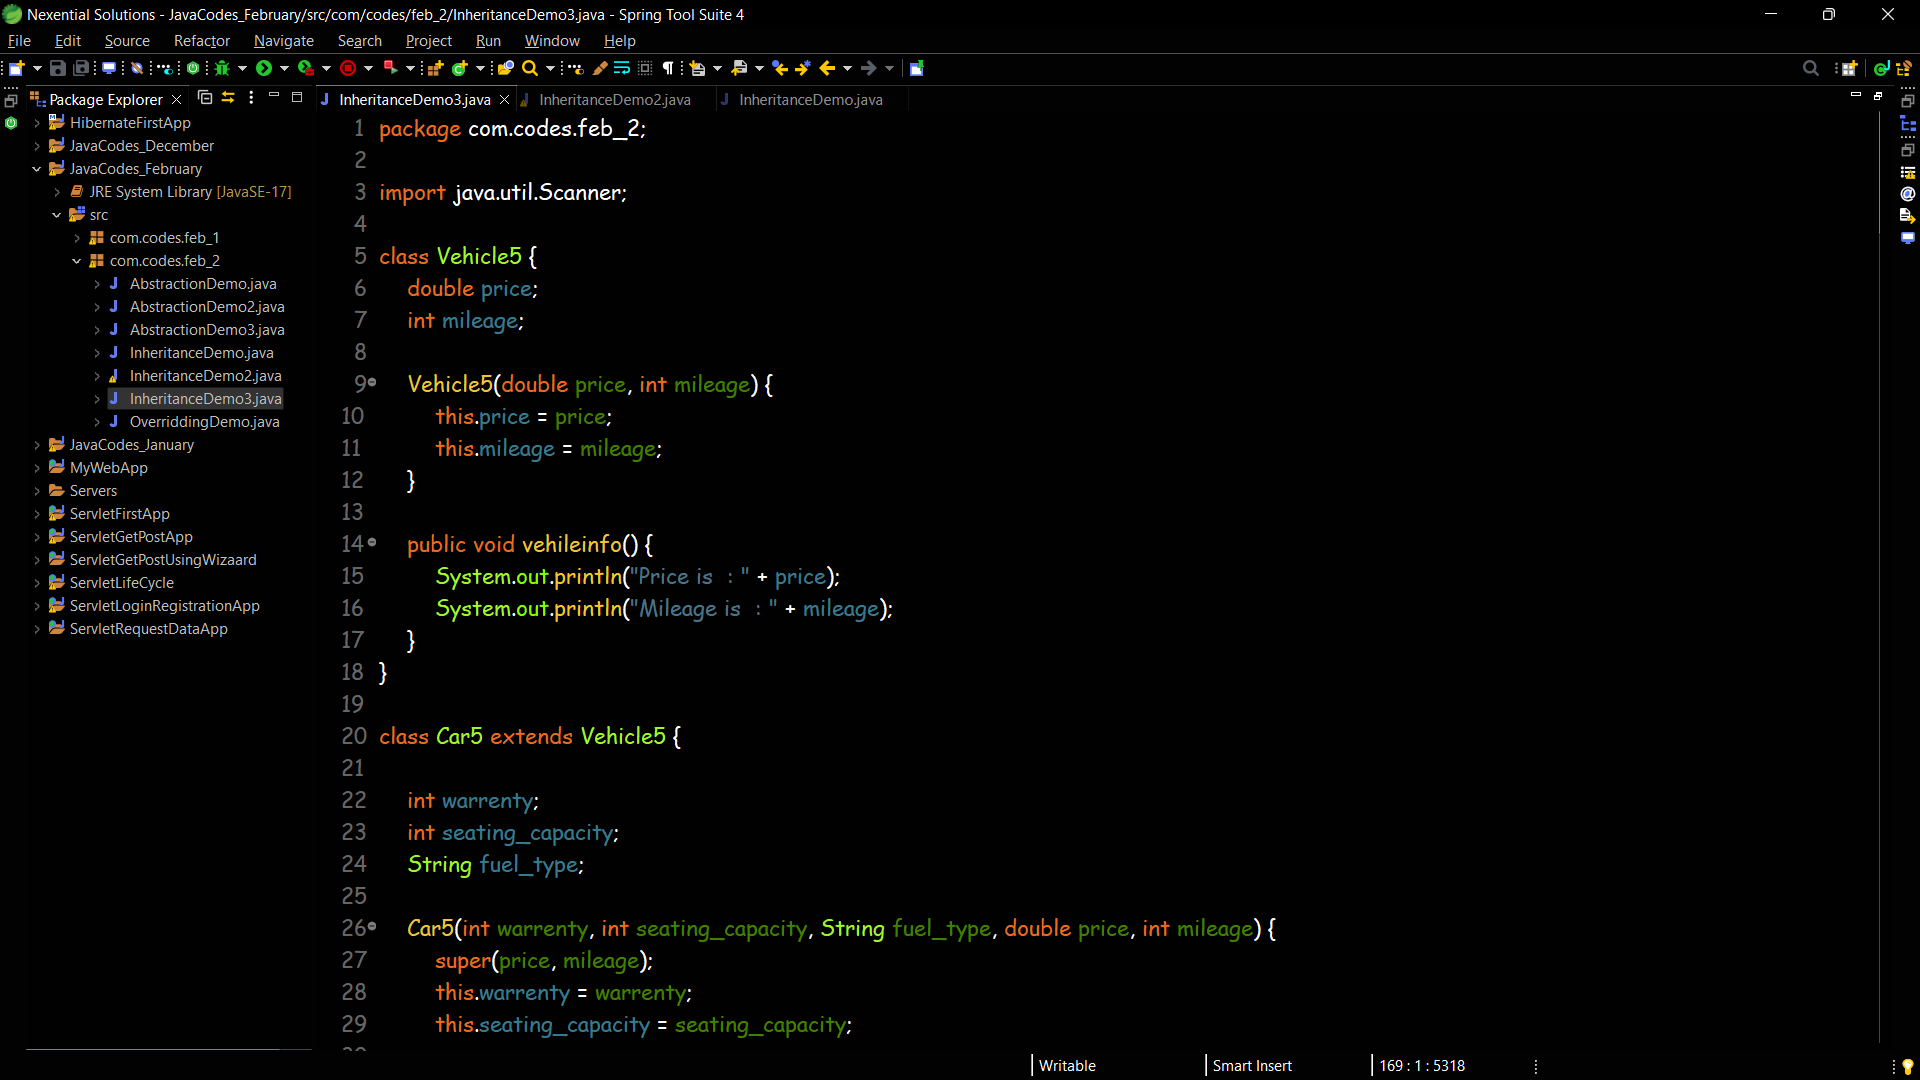 Nexential Solutions - JavaCodes_February/src/com/codes/feb_2/InheritanceDemo3.java - Spring Tool Suite 4
File Edit Source Refactor Navigate Search Project Run Window Help
Package Explorer
InheritanceDemo3.java InheritanceDemo2.java InheritanceDemo.java
HibernateFirstApp
JavaCodes_December
JavaCodes_February
JRE System Library [JavaSE-17]
src
com.codes.feb_1
com.codes.feb_2
AbstractionDemo.java
AbstractionDemo2.java
AbstractionDemo3.java
InheritanceDemo.java
InheritanceDemo2.java
InheritanceDemo3.java
OverriddingDemo.java
JavaCodes_January
MyWebApp
Servers
ServletFirstApp
ServletGetPostApp
ServletGetPostUsingWizaard
ServletLifeCycle
ServletLoginRegistrationApp
ServletRequestDataApp
1 package com.codes.feb_2;
2
3 import java.util.Scanner;
4
5 class Vehicle5 {
6 double price;
7 int mileage;
8
9 Vehicle5(double price, int mileage) {
10 this.price = price;
11 this.mileage = mileage;
12 }
13
14 public void vehileinfo() {
15 System.out.println("Price is  : " + price);
16 System.out.println("Mileage is  : " + mileage);
17 }
18 }
19
20 class Car5 extends Vehicle5 {
21
22 int warrenty;
23 int seating_capacity;
24 String fuel_type;
25
26 Car5(int warrenty, int seating_capacity, String fuel_type, double price, int mileage) {
27 super(price, mileage);
28 this.warrenty = warrenty;
29 this.seating_capacity = seating_capacity;
Writable Smart Insert 169 : 1 : 5318